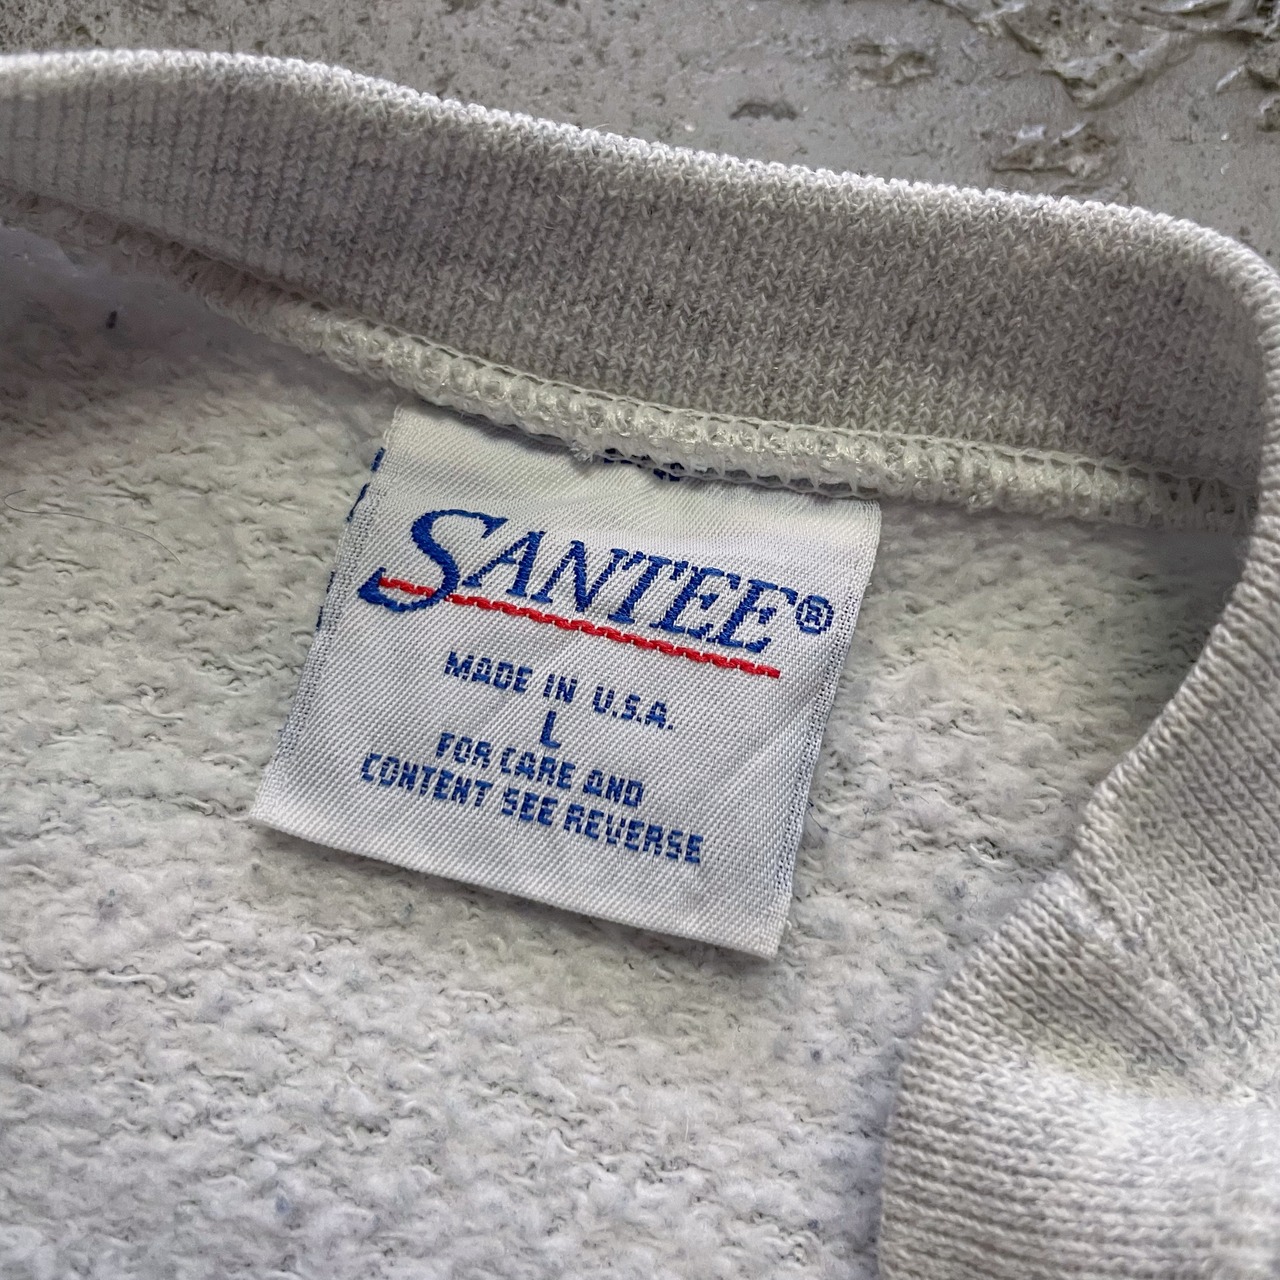 SANTEE®
MADE IN U.S.A.
L
FOR CARE AND
CONTENT SEE REVERSE